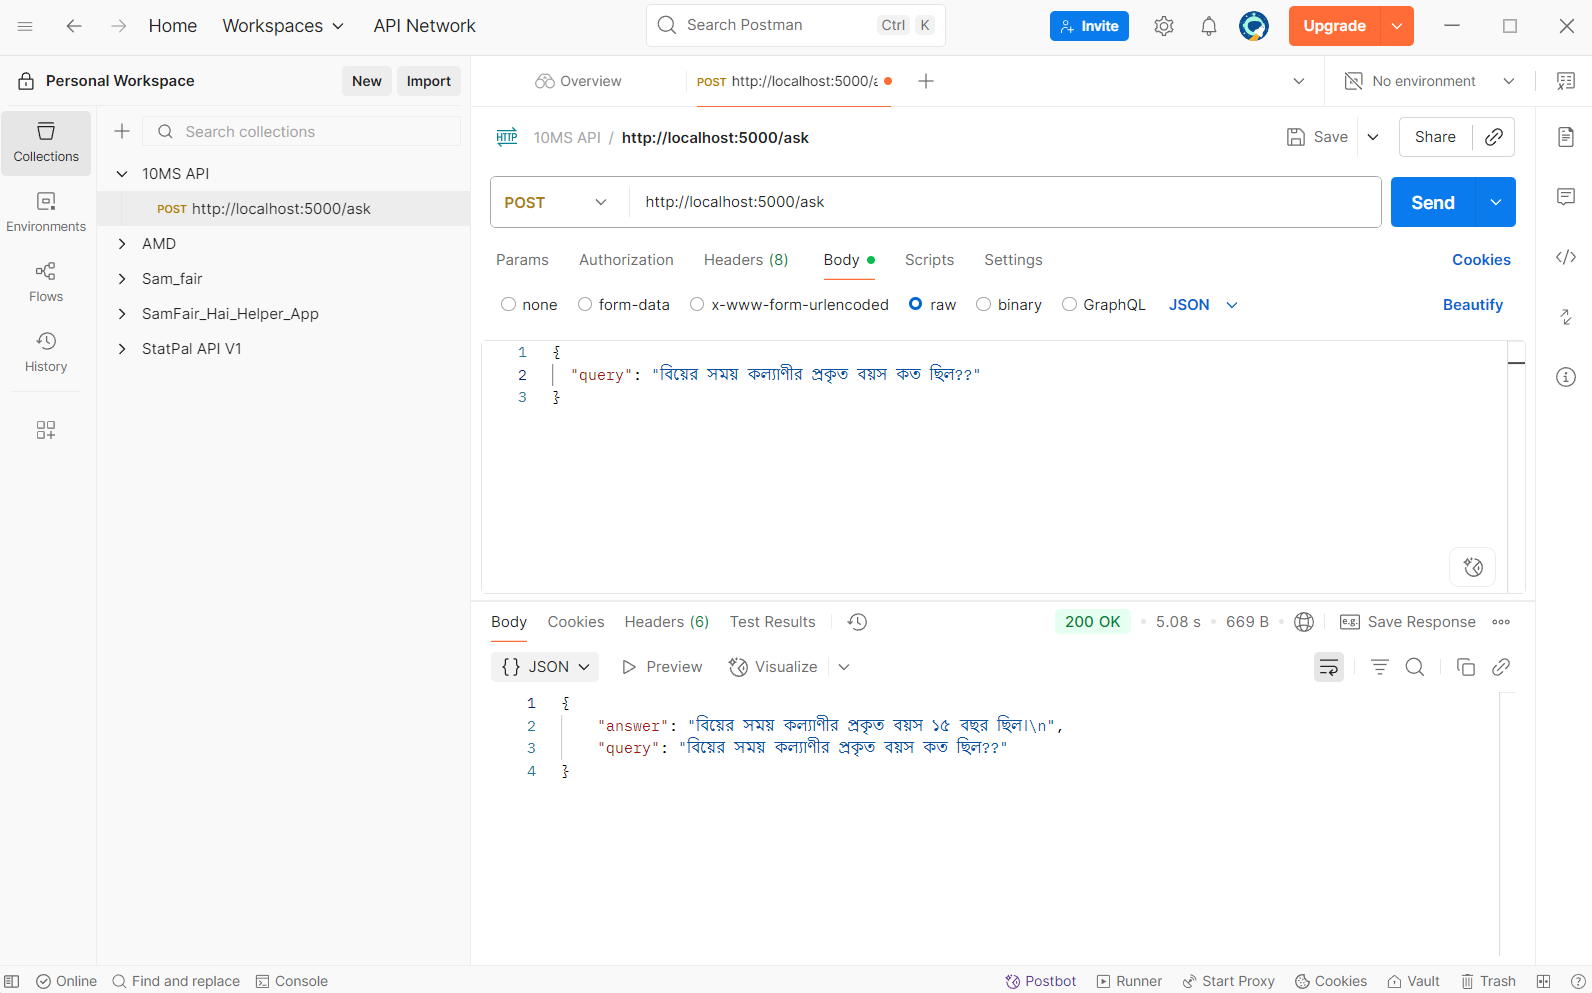 Home Workspaces API Network Search Postman Ctrl K Invite Upgrade
Personal Workspace New Import
Overview POST http://localhost:5000/a No environment
Collections
Environments
Flows
History
Search collections
10MS API
POST http://localhost:5000/ask
AMD
Sam_fair
SamFair_Hai_Helper_App
StatPal API V1
HTTP 10MS API / http://localhost:5000/ask Save Share
POST http://localhost:5000/ask Send
Params Authorization Headers (8) Body Scripts Settings Cookies
none form-data x-www-form-urlencoded raw binary GraphQL JSON Beautify
1 {
2 "query": "বিয়ের সময় কল্যাণীর প্রকৃত বয়স কত ছিল??"
3 }
Body Cookies Headers (6) Test Results 200 OK 5.08 s 669 B e.g. Save Response
{} JSON Preview Visualize
1 {
2 "answer": "বিয়ের সময় কল্যাণীর প্রকৃত বয়স ১৫ বছর ছিল।\n",
3 "query": "বিয়ের সময় কল্যাণীর প্রকৃত বয়স কত ছিল??"
4 }
Online Find and replace Console Postbot Runner Start Proxy Cookies Vault Trash